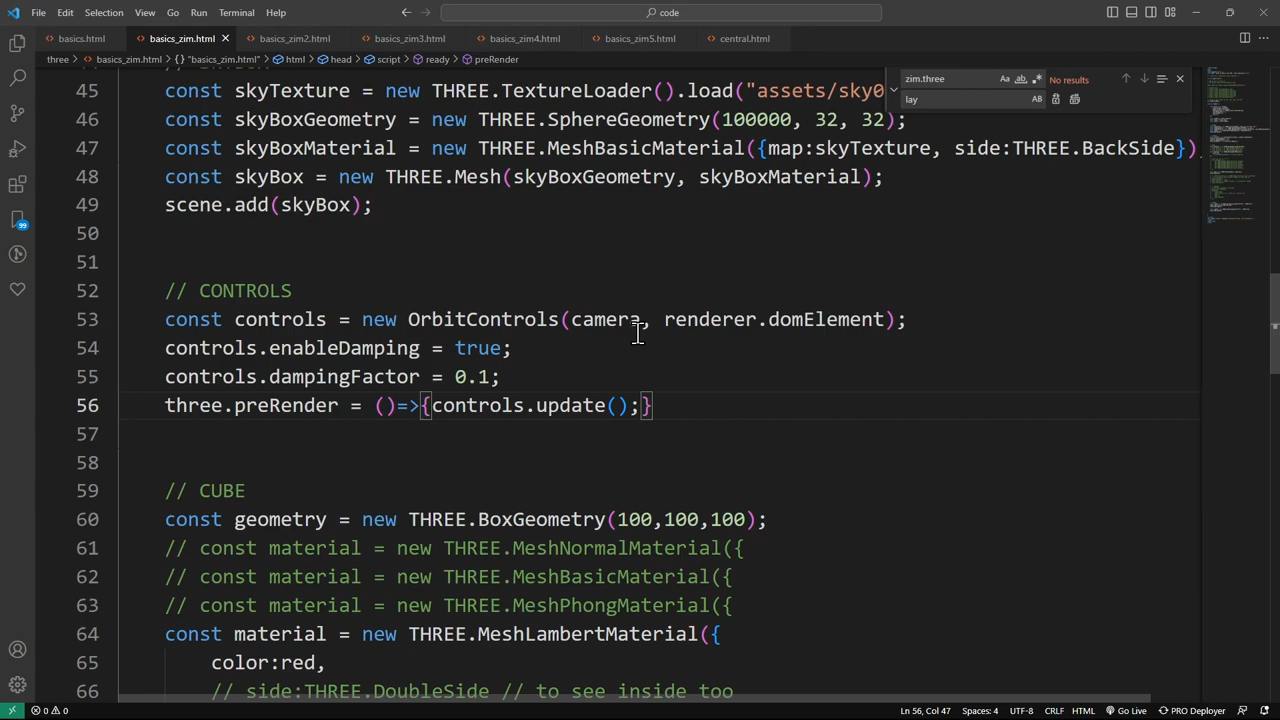 File Edit Selection View Go Run Terminal Help
code
basics.html basics_zim.html basics_zim2.html basics_zim3.html basics_zim4.html basics_zim5.html central.html
three > basics_zim.html > {} "basics_zim.html" > html > head > script > ready > preRender
zim.three Aa ab No results
lay AB
45 const skyTexture = new THREE.TextureLoader().load("assets/sky0
46 const skyBoxGeometry = new THREE.SphereGeometry(100000, 32, 32);
47 const skyBoxMaterial = new THREE.MeshBasicMaterial({map:skyTexture, side:THREE.BackSide})
48 const skyBox = new THREE.Mesh(skyBoxGeometry, skyBoxMaterial);
49 scene.add(skyBox);
50
51
52 // CONTROLS
53 const controls = new OrbitControls(camera, renderer.domElement);
54 controls.enableDamping = true;
55 controls.dampingFactor = 0.1;
56 three.preRender = ()=>{controls.update();}
57
58
59 // CUBE
60 const geometry = new THREE.BoxGeometry(100,100,100);
61 // const material = new THREE.MeshNormalMaterial({
62 // const material = new THREE.MeshBasicMaterial({
63 // const material = new THREE.MeshPhongMaterial({
64 const material = new THREE.MeshLambertMaterial({
65 color:red,
66 // side:THREE.DoubleSide // to see inside too
99
0 0 Ln 56, Col 47 Spaces: 4 UTF-8 CRLF HTML Go Live PRO Deployer